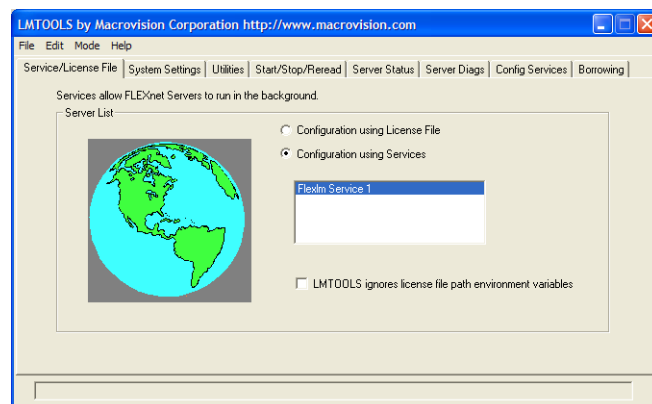 LMTOOLS by Macrovision Corporation http://www.macrovision.com
File Edit Mode Help
Service/License File System Settings Utilities Start/Stop/Reread Server Status Server Diags Config Services Borrowing
Services allow FLEXnet Servers to run in the background.
Server List
Configuration using License File
Configuration using Services
Flexlm Service 1
LMTOOLS ignores license file path environment variables